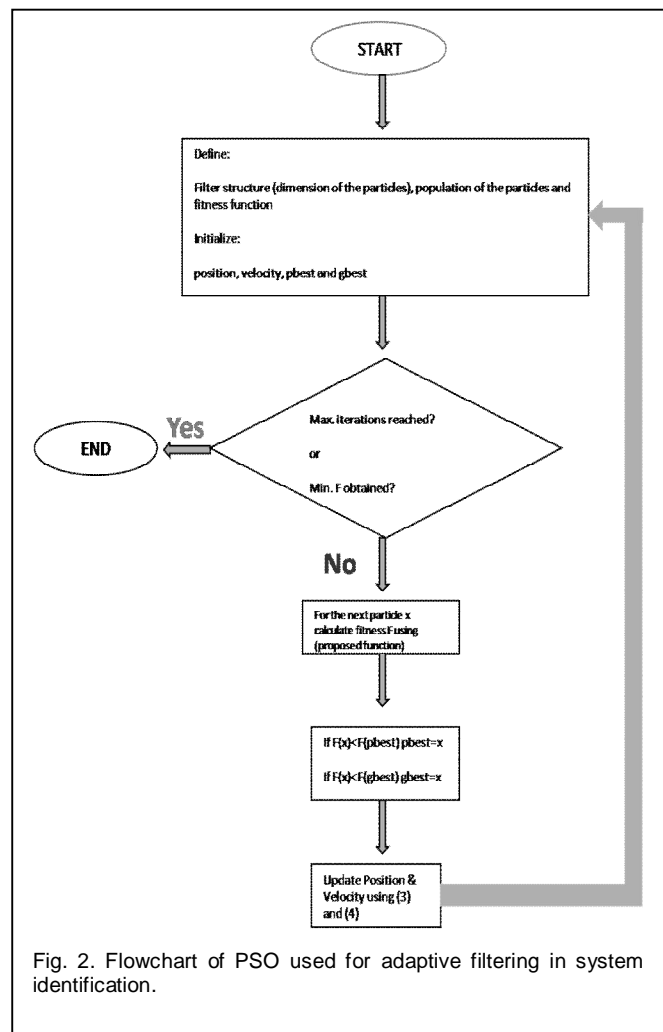 START
Define:
Filter structure (dimension of the particles), population of the particles and
fitness function
Initialize:
position, velocity, pbest and gbest
Max. iterations reached?
or
Min. F obtained?
Yes
END
No
For the next particle x
calculate fitness F using
(proposed function)
If F(x)<F(pbest) pbest=x
If F(x)<F(gbest) gbest=x
Update Position &
Velocity using (3)
and (4)
Fig. 2. Flowchart of PSO used for adaptive filtering in system
identification.